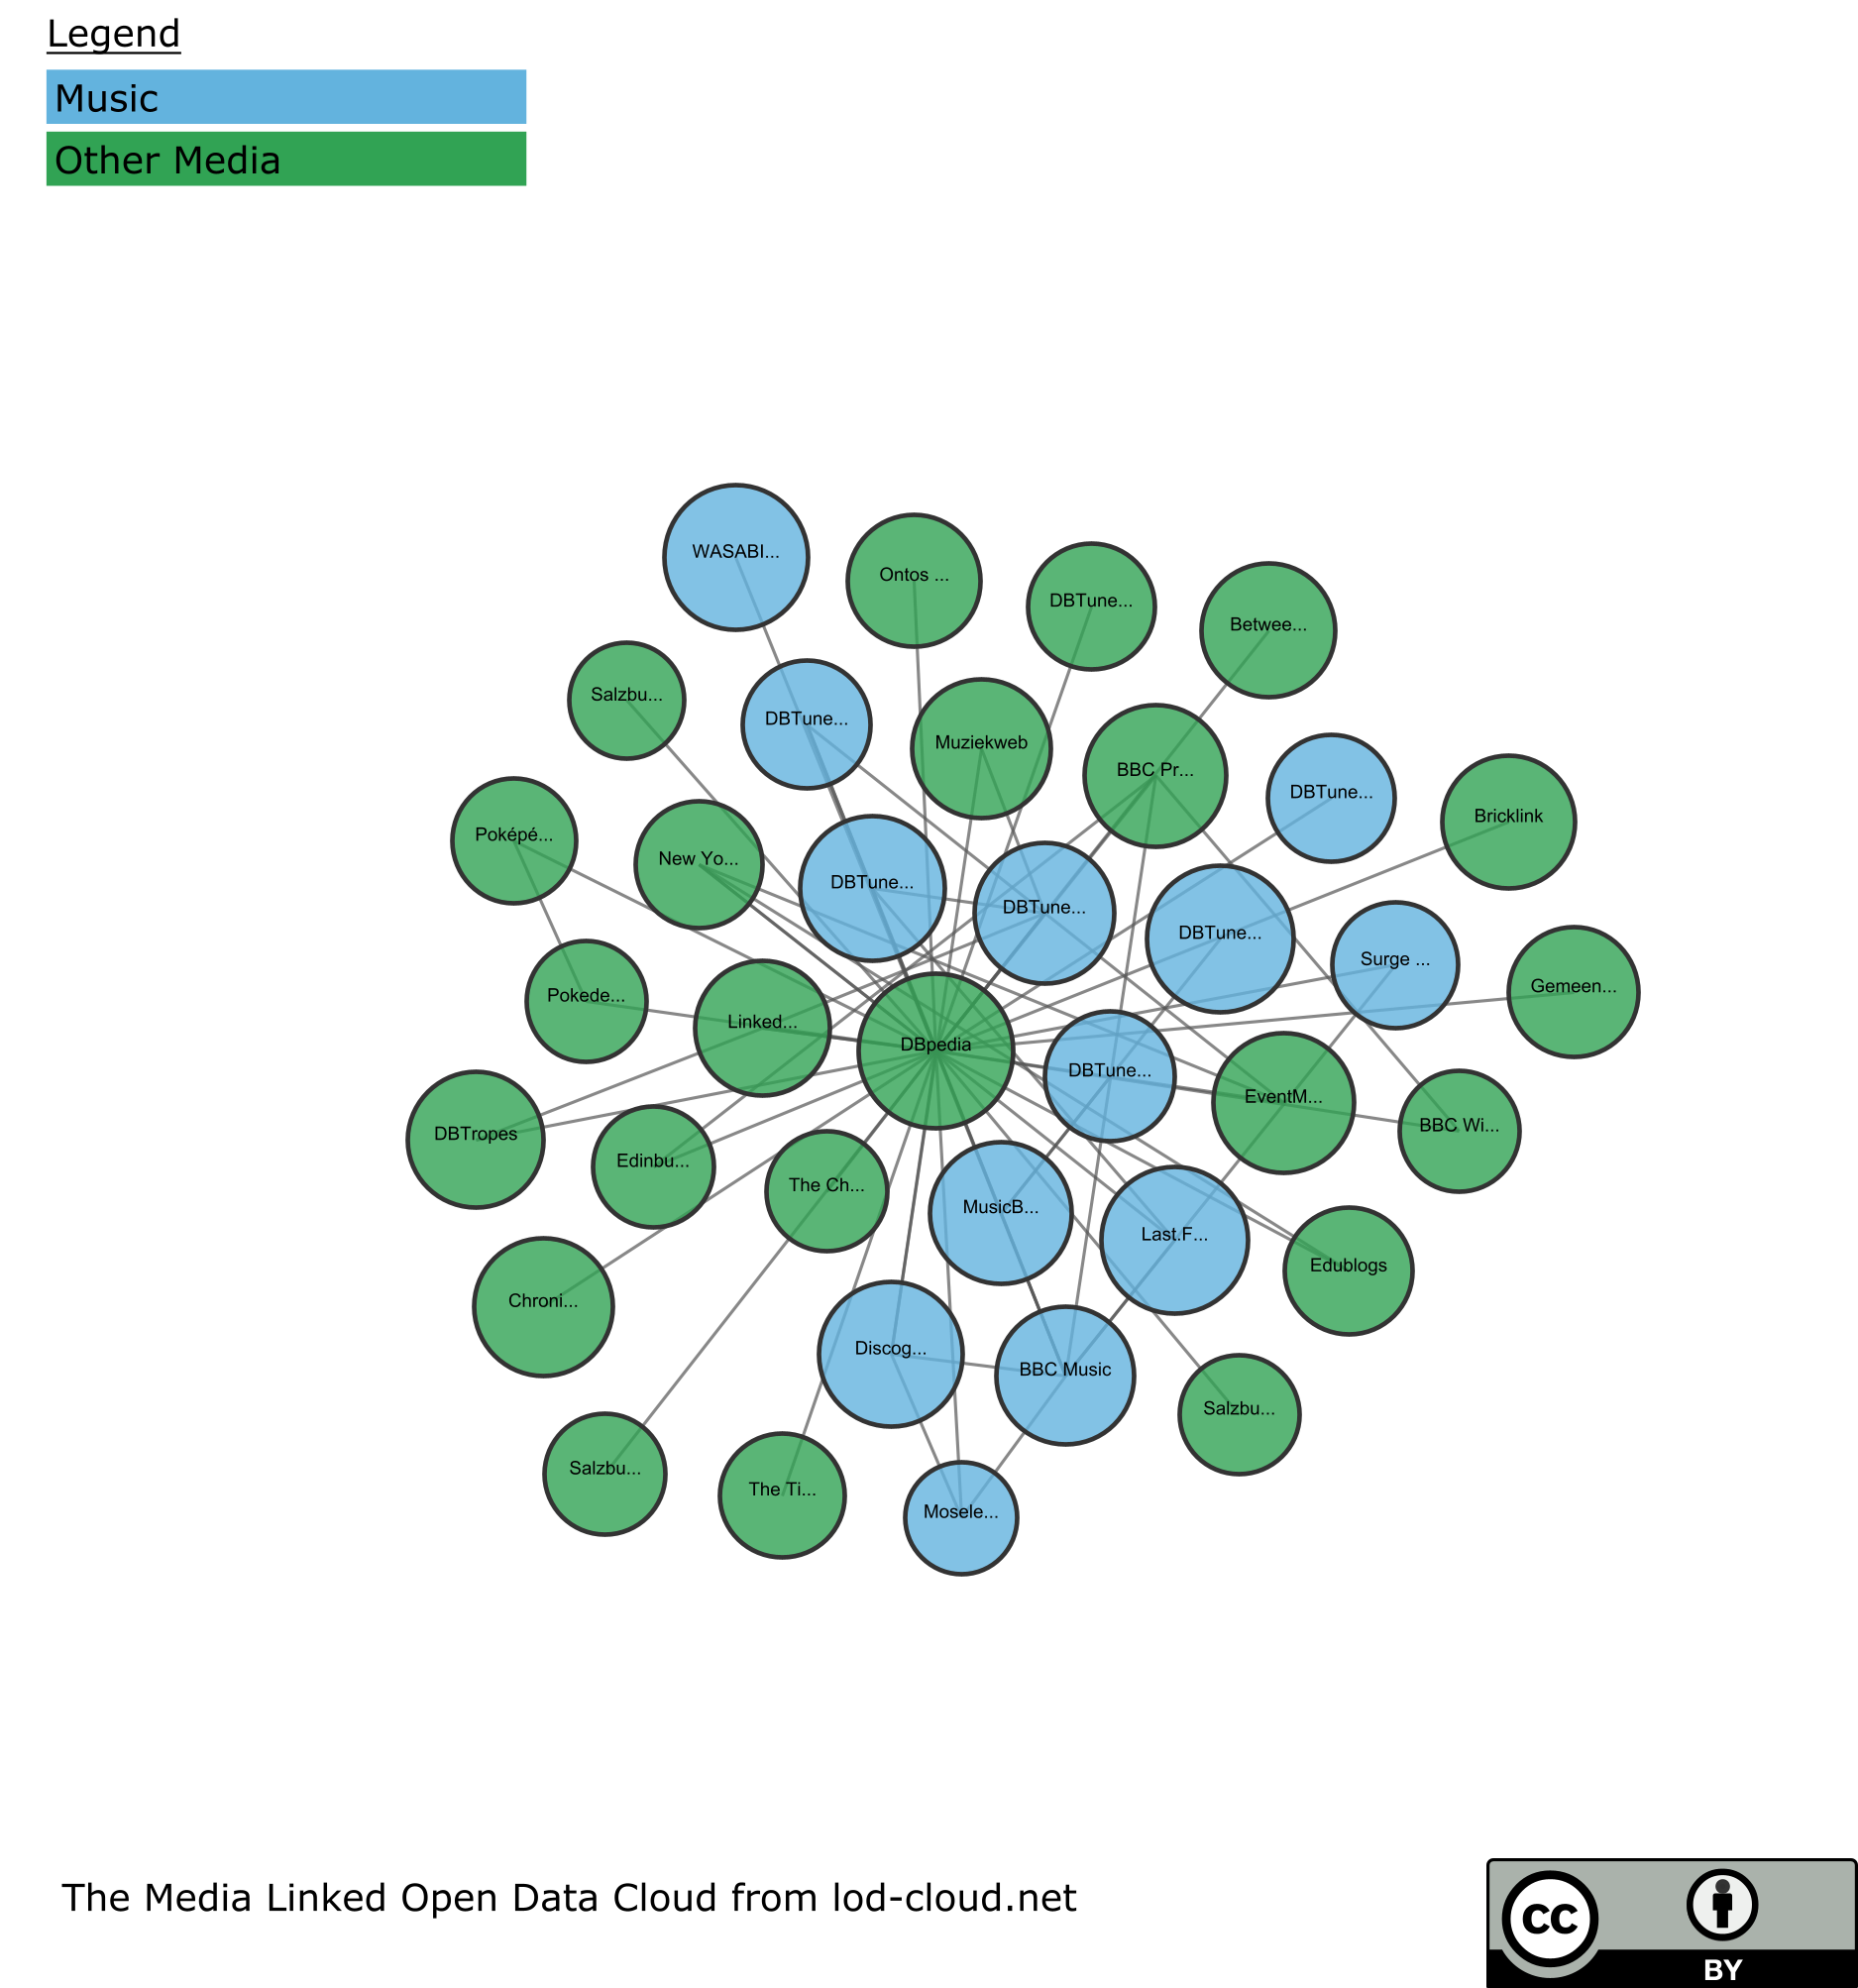 Legend
Music
Other Media
WASABI...
Ontos ...
DBTune...
Betwee...
Salzbu...
DBTune...
Muziekweb
BBC Pr...
DBTune...
Bricklink
Poképé...
New Yo...
DBTune...
DBTune...
DBTune...
Surge ...
Gemeen...
Pokede...
Linked...
DBpedia
DBTune...
EventM...
BBC Wi...
DBTropes
Edinbu...
The Ch...
MusicB...
Last.F...
Edublogs
Chroni...
Discog...
BBC Music
Salzbu...
Salzbu...
The Ti...
Mosele...
The Media Linked Open Data Cloud from lod-cloud.net
cc
BY